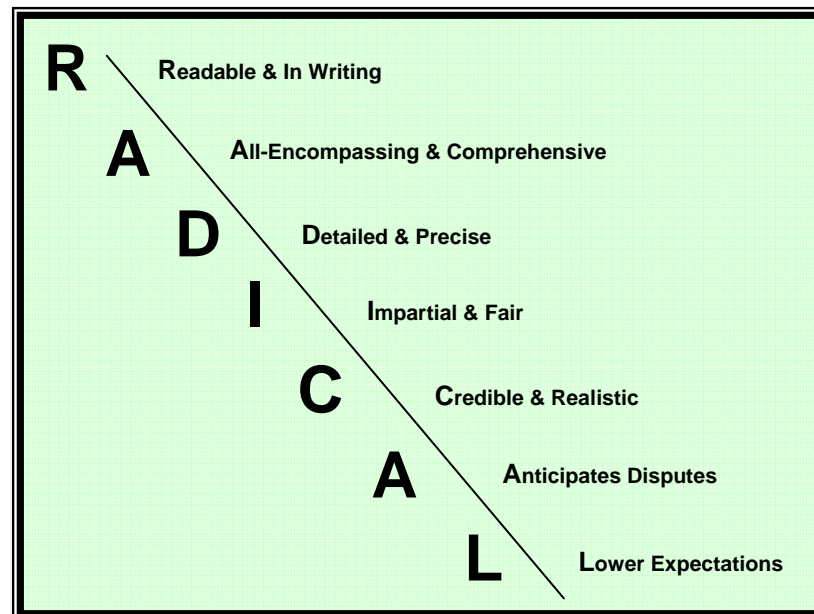 R Readable & In Writing
A All-Encompassing & Comprehensive
D Detailed & Precise
I Impartial & Fair
C Credible & Realistic
A Anticipates Disputes
L Lower Expectations